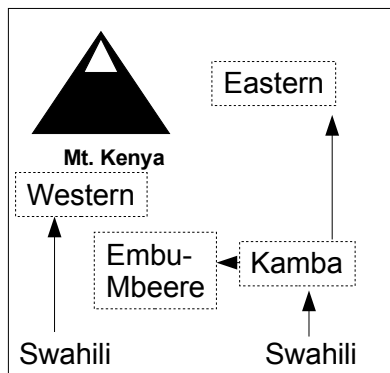 Eastern
Mt. Kenya
Western
Embu-
Mbeere
Kamba
Swahili
Swahili